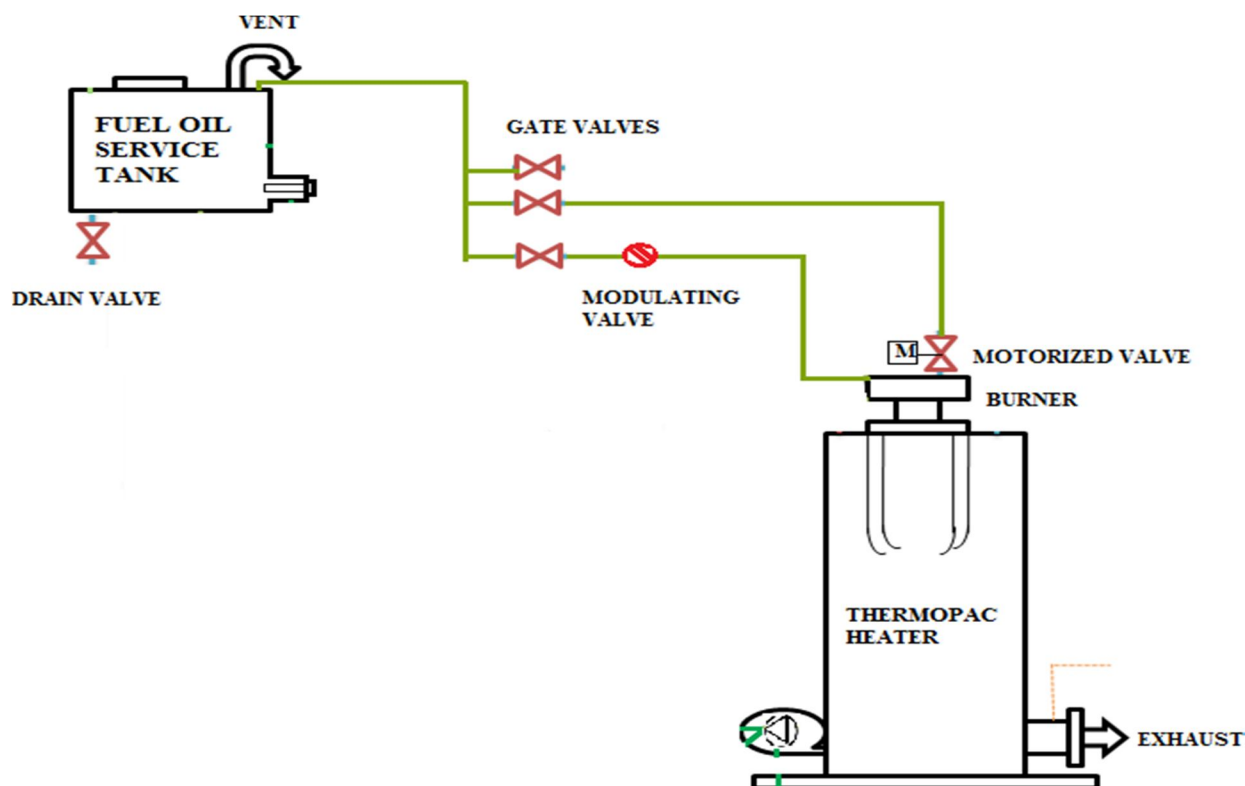 VENT
FUEL OIL
SERVICE
TANK
GATE VALVES
DRAIN VALVE
MODULATING
VALVE
M
MOTORIZED VALVE
BURNER
THERMOPAC
HEATER
EXHAUST